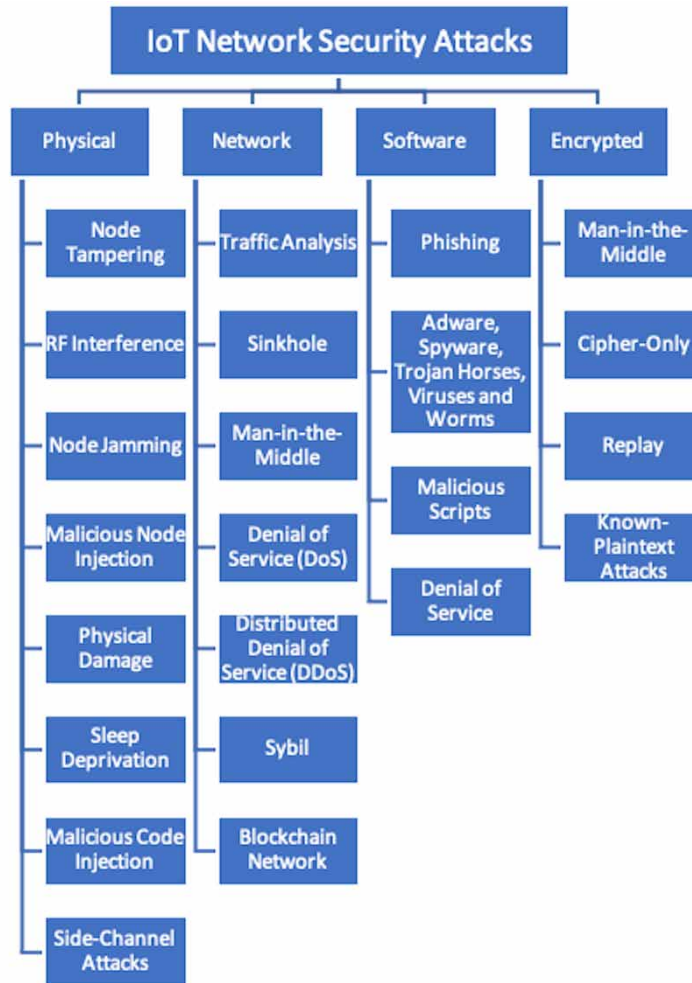 IoT Network Security Attacks
Physical
Network
Software
Encrypted
Node
Tampering
RF Interference
Node Jamming
Malicious Node
Injection
Physical
Damage
Sleep
Deprivation
Malicious Code
Injection
Side-Channel
Attacks
Traffic Analysis
Sinkhole
Man-in-the-
Middle
Denial of
Service (DoS)
Distributed
Denial of
Service (DDoS)
Sybil
Blockchain
Network
Phishing
Adware,
Spyware,
Trojan Horses,
Viruses and
Worms
Malicious
Scripts
Denial of
Service
Man-in-the-
Middle
Cipher-Only
Replay
Known-
Plaintext
Attacks